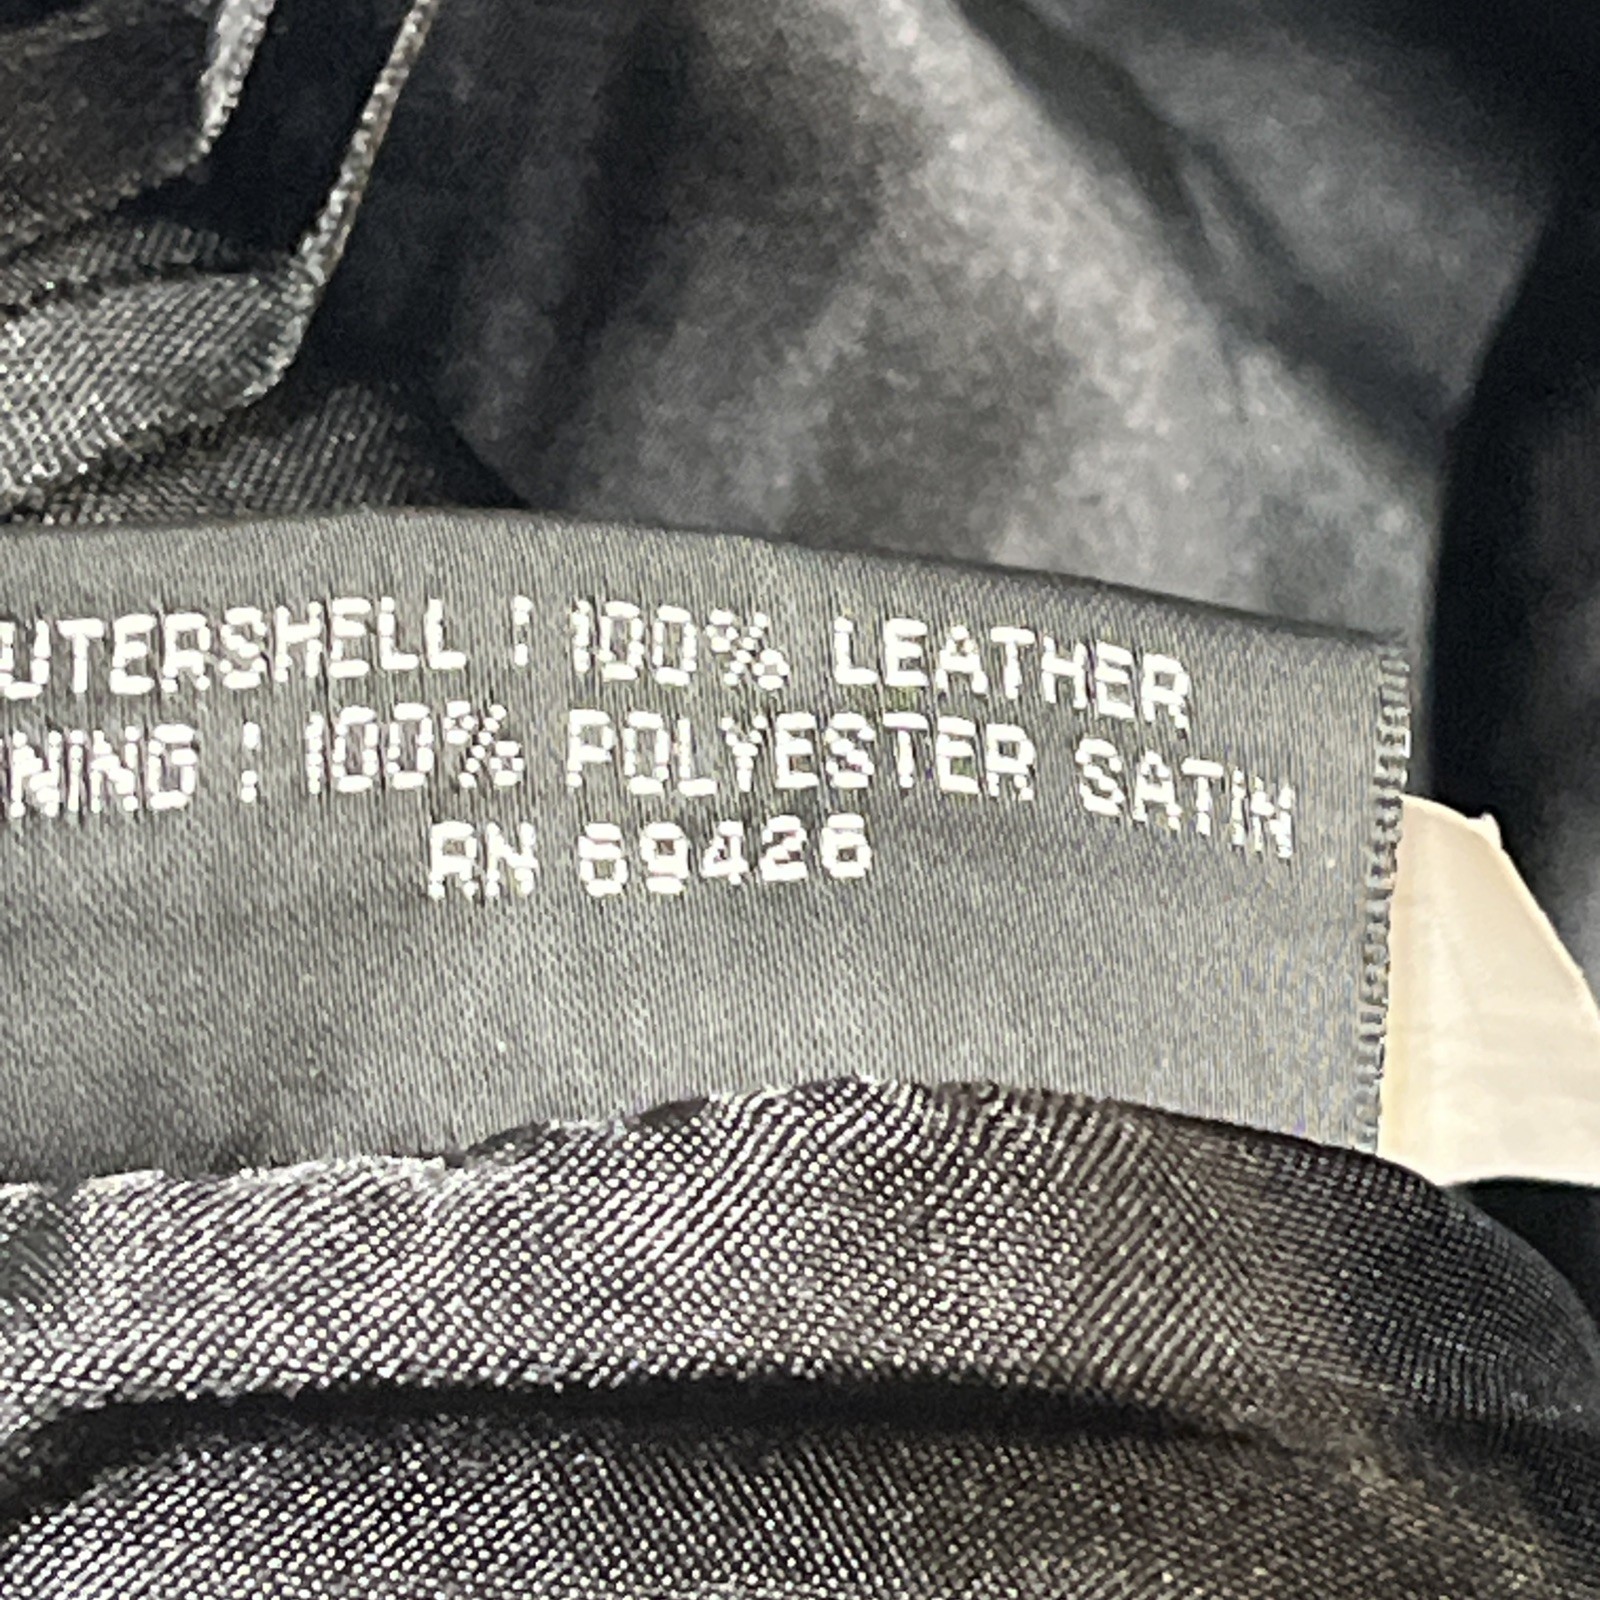 UTERSHELL : 100% LEATHER
NING : 100% POLYESTER SATIN
RN 69426